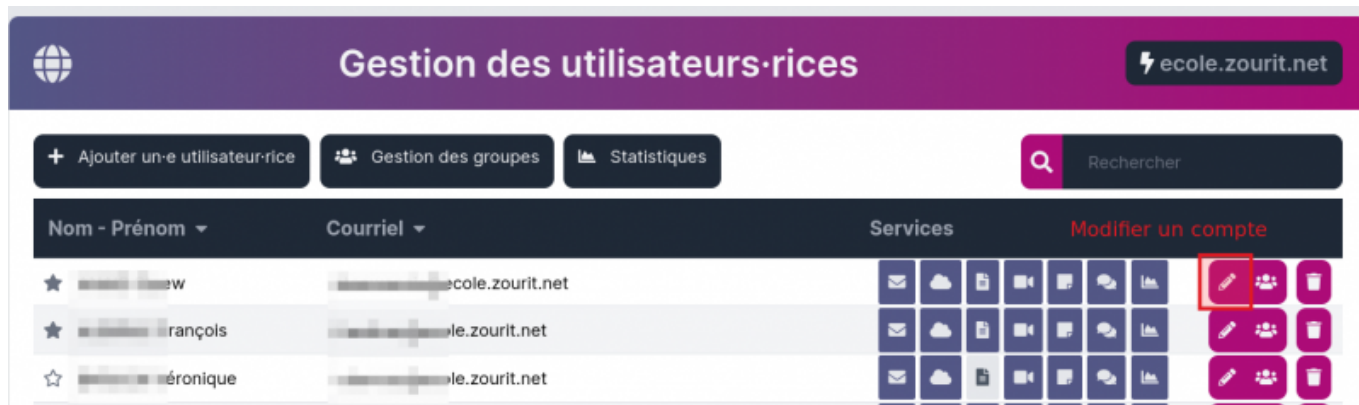 Gestion des utilisateurs·rices
ecole.zourit.net
+ Ajouter un·e utilisateur·rice
Gestion des groupes
Statistiques
Rechercher
Nom - Prénom Courriel Services Modifier un compte
ew ecole.zourit.net
rançois le.zourit.net
éronique le.zourit.net